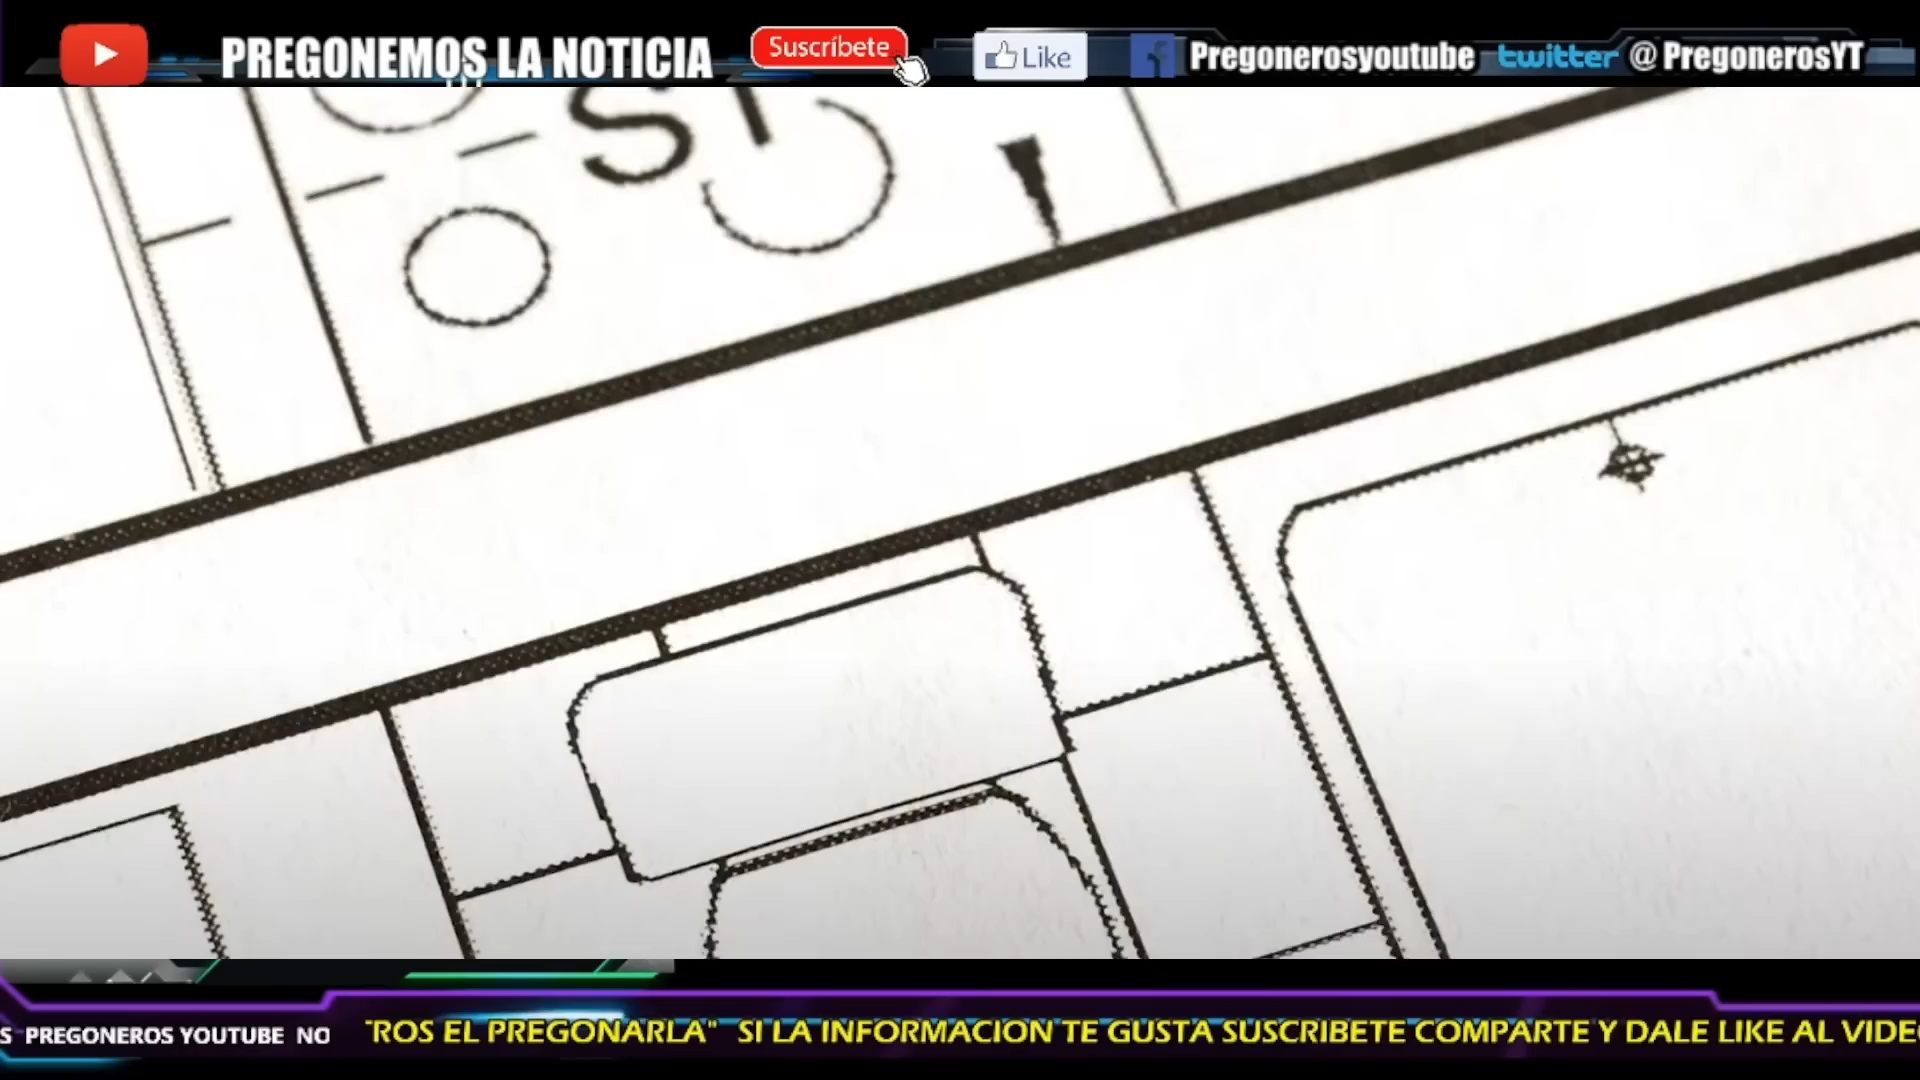 PREGONEMOS LA NOTICIA
Suscríbete
Like
Pregonerosyoutube
twitter @PregonerosYT
S PREGONEROS YOUTUBE NO
ROS EL PREGONARLA" SI LA INFORMACION TE GUSTA SUSCRIBETE COMPARTE Y DALE LIKE AL VIDE